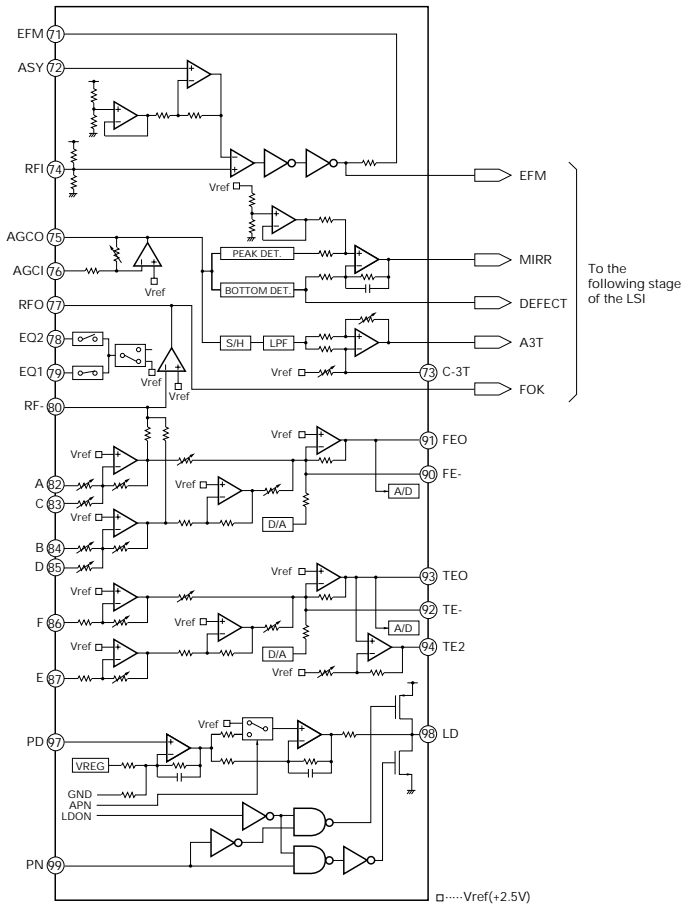 EFM 71
ASY 72
RFI 74
Vref
EFM
AGCO 75
PEAK DET.
MIRR
AGCI 76
Vref
BOTTOM DET.
To the
following stage
of the LSI
RFO 77
DEFECT
EQ2 78
S/H
LPF
A3T
EQ1 79
Vref
Vref
Vref
73 C-3T
RF- 80
FOK
Vref
Vref
91 FEO
A 82
Vref
90 FE-
C 83
A/D
Vref
D/A
B 84
D 85
Vref
93 TEO
Vref
92 TE-
F 86
Vref
A/D
Vref
D/A
94 TE2
E 87
Vref
Vref
PD 97
98 LD
VREG
GND
APN
LDON
PN 99
Vref(+2.5V)